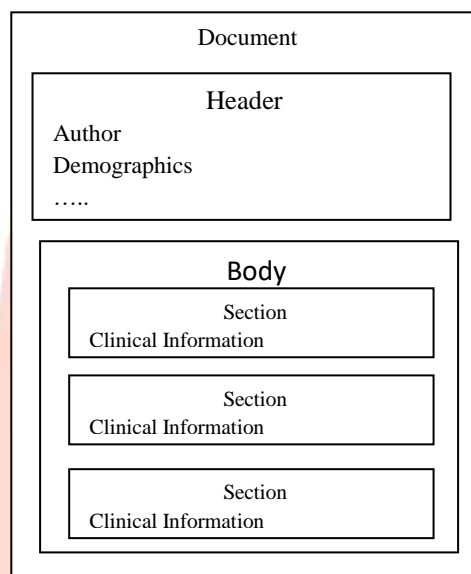 Document
Header
Author
Demographics
…..
Body
Section
Clinical Information
Section
Clinical Information
Section
Clinical Information